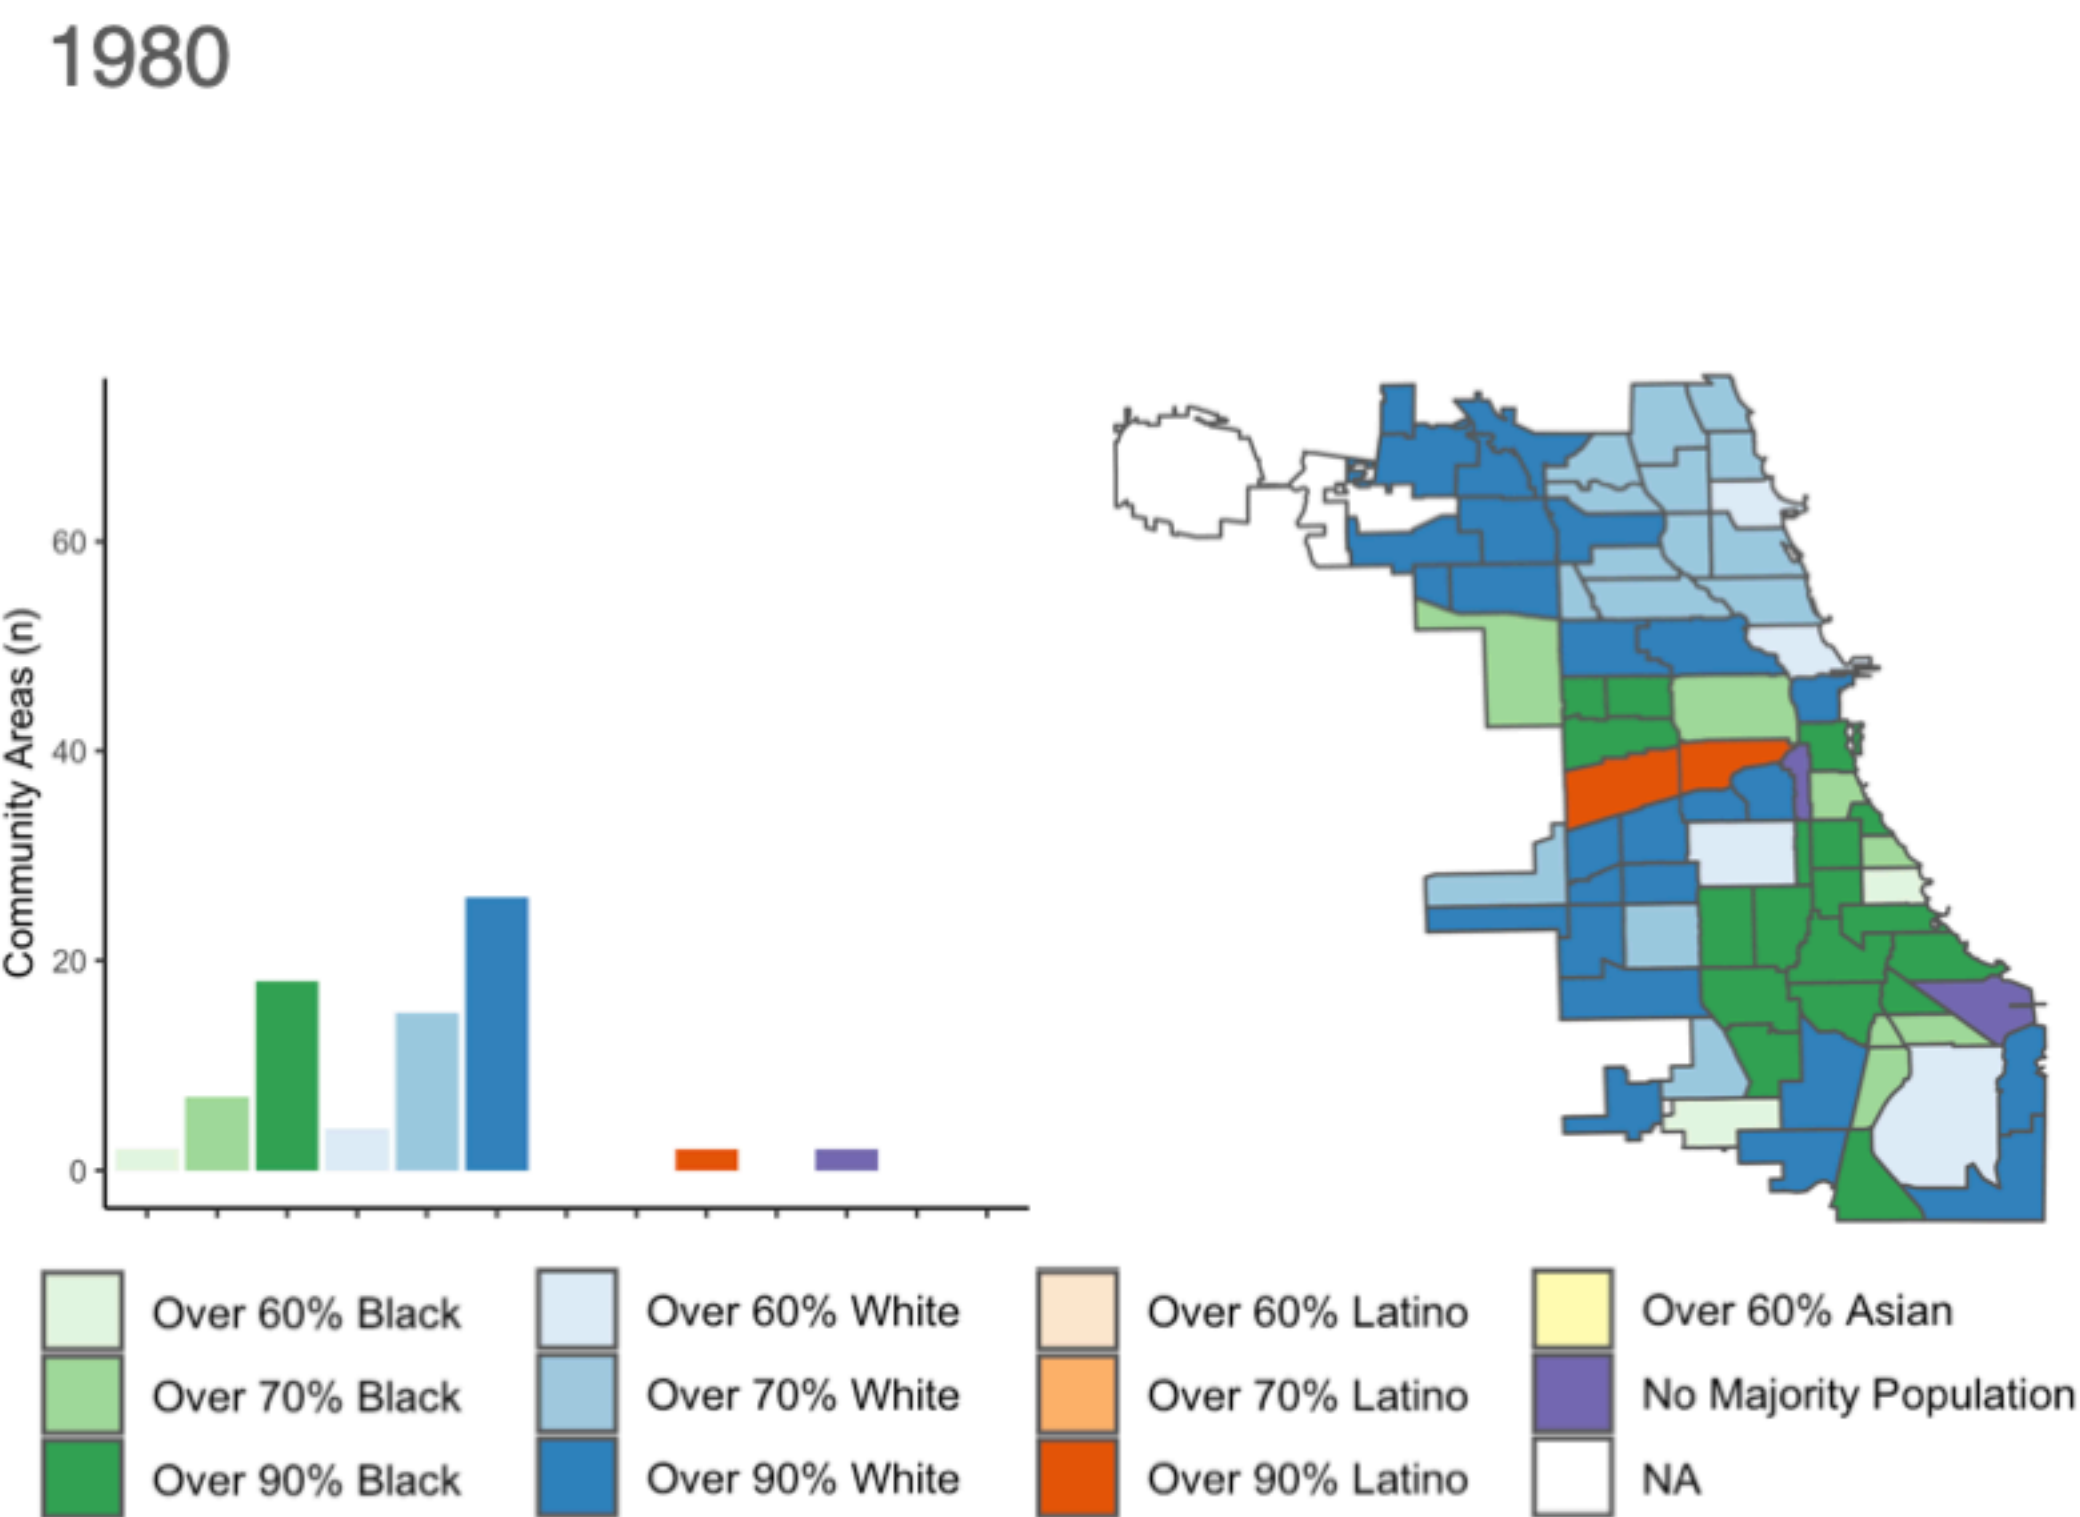 1980
Community Areas (n)
60
40
20
0
Over 60% Black
Over 60% White
Over 60% Latino
Over 60% Asian
Over 70% Black
Over 70% White
Over 70% Latino
No Majority Population
Over 90% Black
Over 90% White
Over 90% Latino
NA